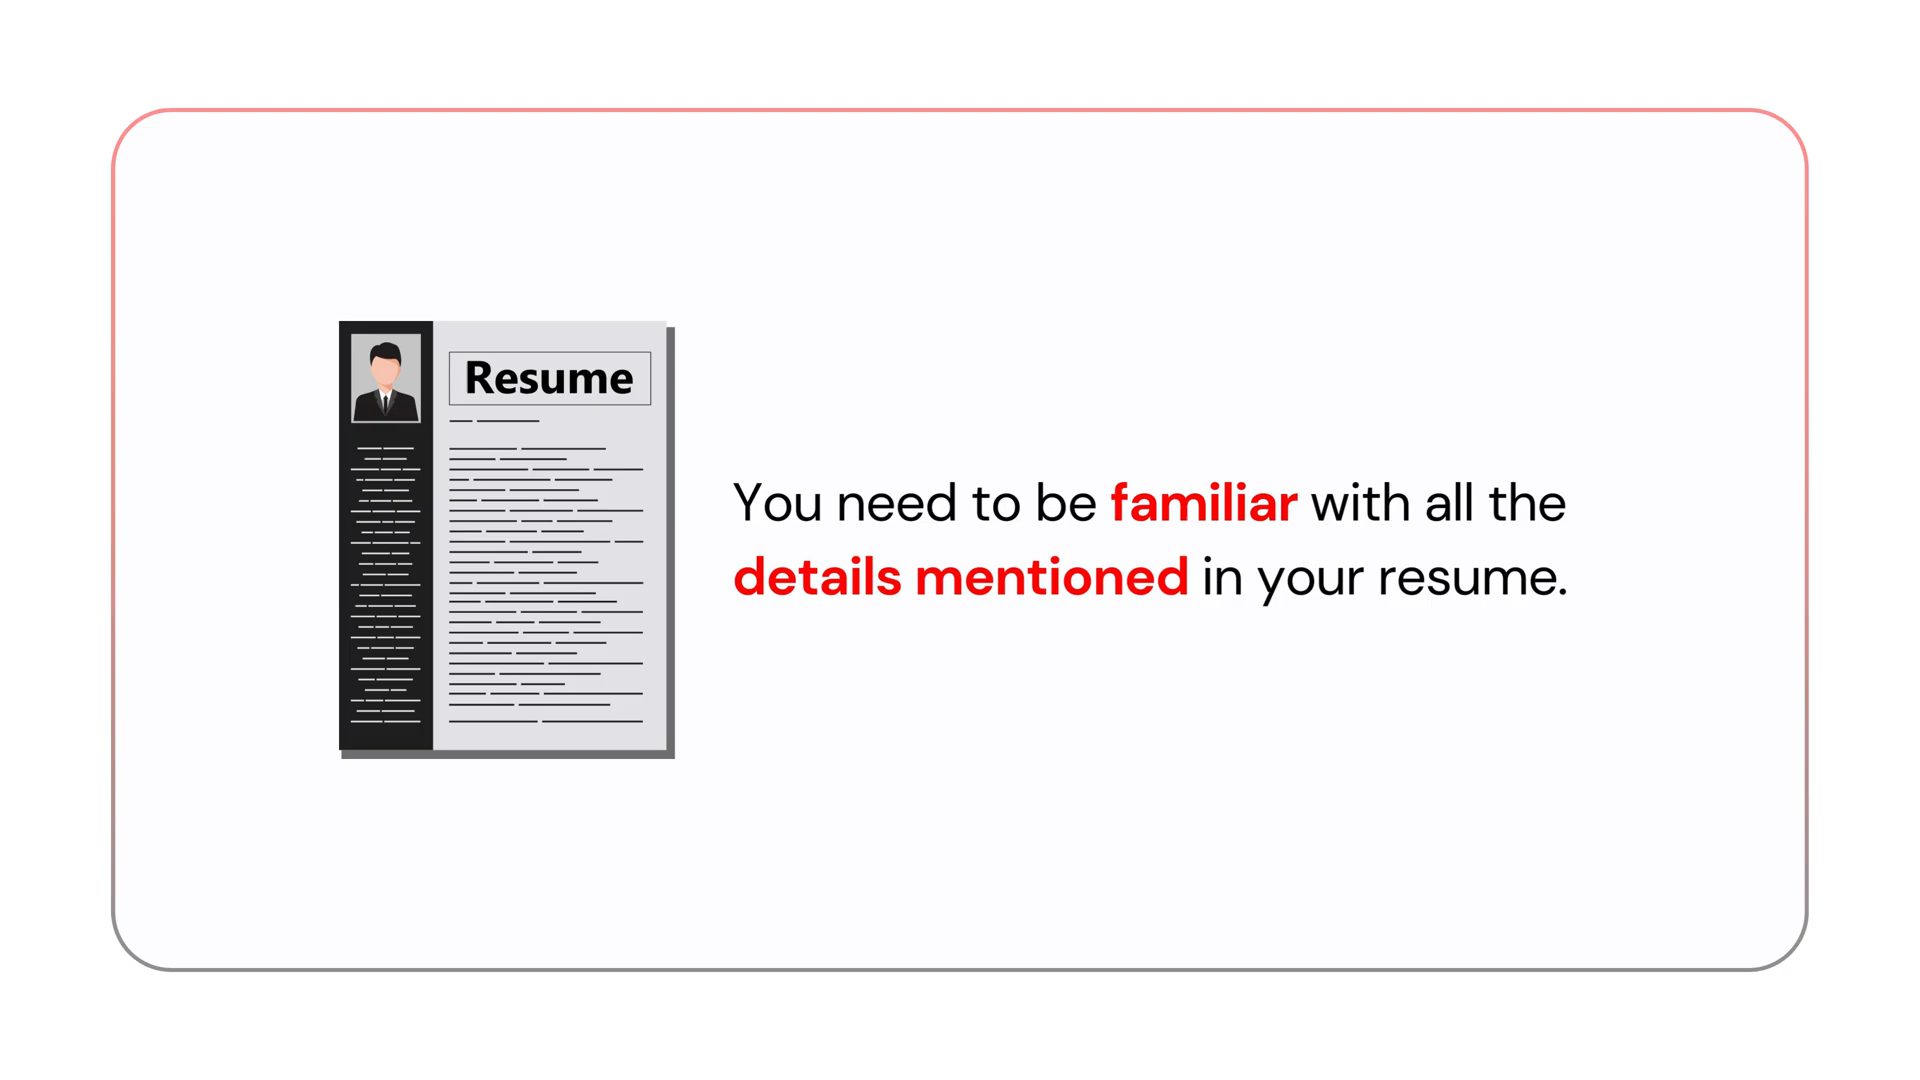 Resume
You need to be familiar with all the
details mentioned in your resume.